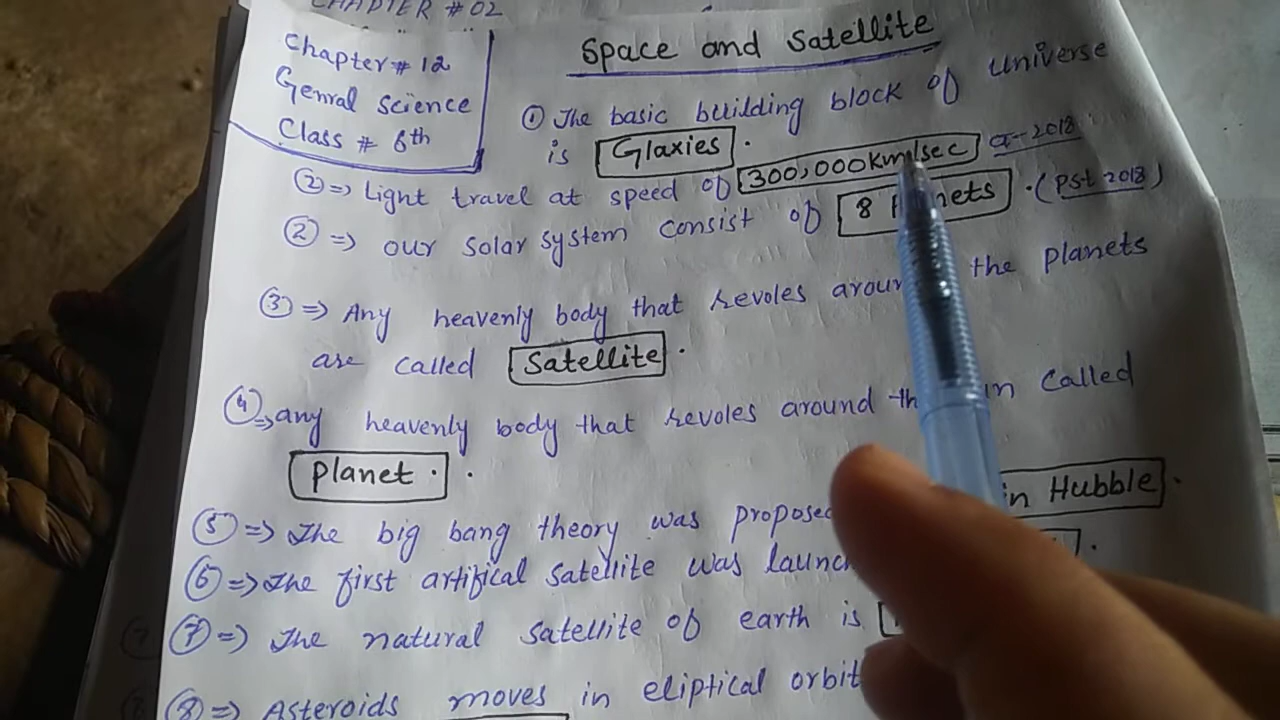 CHAPTER # 02
Chapter # 12
Genral Science
Class # 6th
Space and Satellite
① The basic building block of universe
is Glaxies .
② => Light travel at speed of 300,000km/sec 2018
② => our solar system consist of 8 . (PST 2018)
③ => Any heavenly body that revoles the planets
are called Satellite .
④ => any heavenly body that revoles around called
Planet . .
⑤ => The big bang theory was Hubble .
⑥ => The first artifical satellite was
⑦ => The natural satellite of earth is
⑧ => Asteroids moves in eliptical orbit